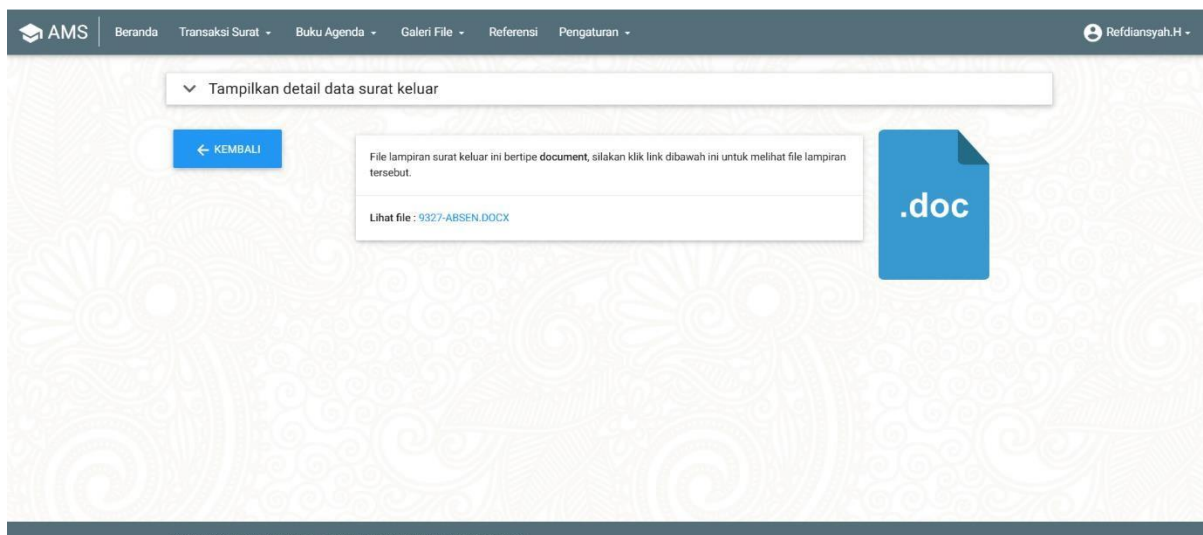 AMS Beranda Transaksi Surat Buku Agenda Galeri File Referensi Pengaturan Refdiansyah.H
Tampilkan detail data surat keluar
KEMBALI
File lampiran surat keluar ini bertipe document, silakan klik link dibawah ini untuk melihat file lampiran
tersebut.
Lihat file : 9327-ABSEN.DOCX
.doc